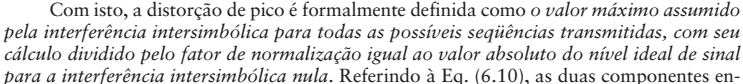 Com isto, a distorção de pico é formalmente definida como o valor máximo assumido
pela interferência intersimbólica para todas as possíveis seqüências transmitidas, com seu
cálculo dividido pelo fator de normalização igual ao valor absoluto do nível ideal de sinal
para a interferência intersimbólica nula. Referindo à Eq. (6.10), as duas componentes en-